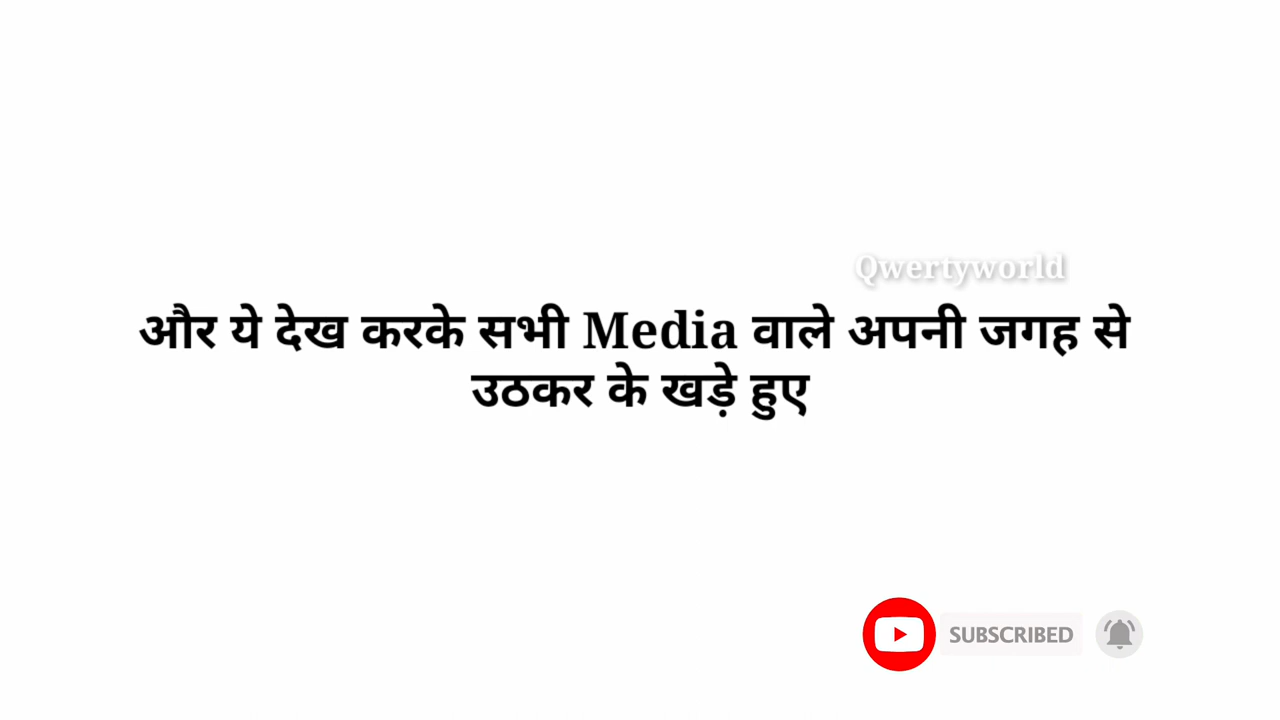 Qwertyworld
और ये देख करके सभी Media वाले अपनी जगह से
उठकर के खड़े हुए
SUBSCRIBED